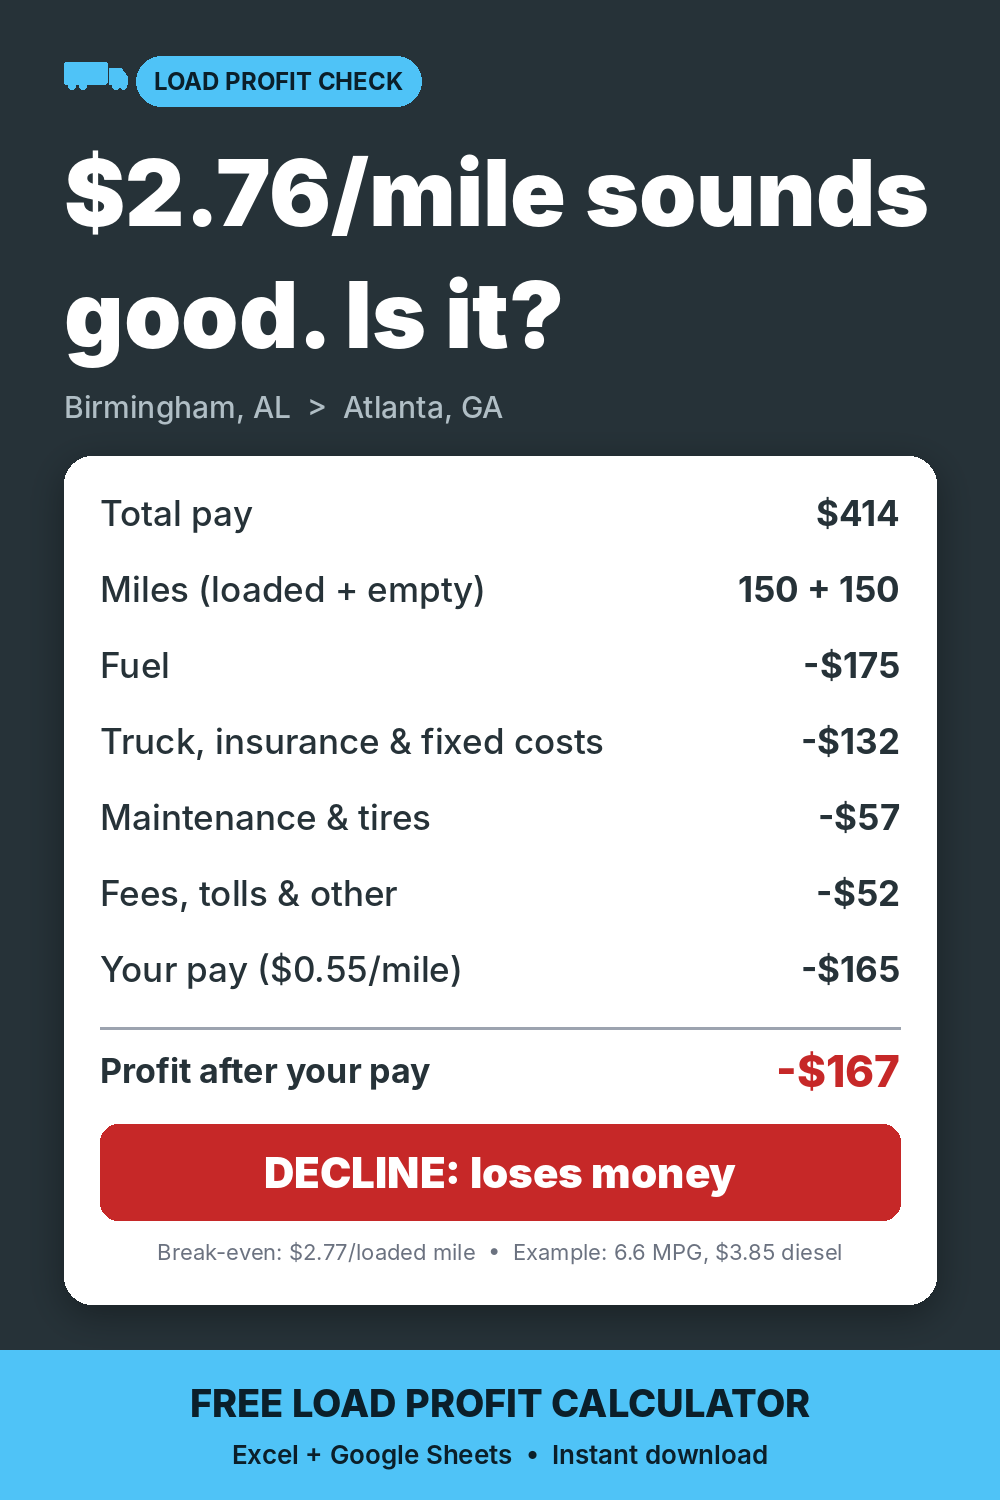 LOAD PROFIT CHECK
$2.76/mile sounds
good. Is it?
Birmingham, AL > Atlanta, GA
Total pay $414
Miles (loaded + empty) 150 + 150
Fuel -$175
Truck, insurance & fixed costs -$132
Maintenance & tires -$57
Fees, tolls & other -$52
Your pay ($0.55/mile) -$165
Profit after your pay -$167
DECLINE: loses money
Break-even: $2.77/loaded mile • Example: 6.6 MPG, $3.85 diesel
FREE LOAD PROFIT CALCULATOR
Excel + Google Sheets • Instant download